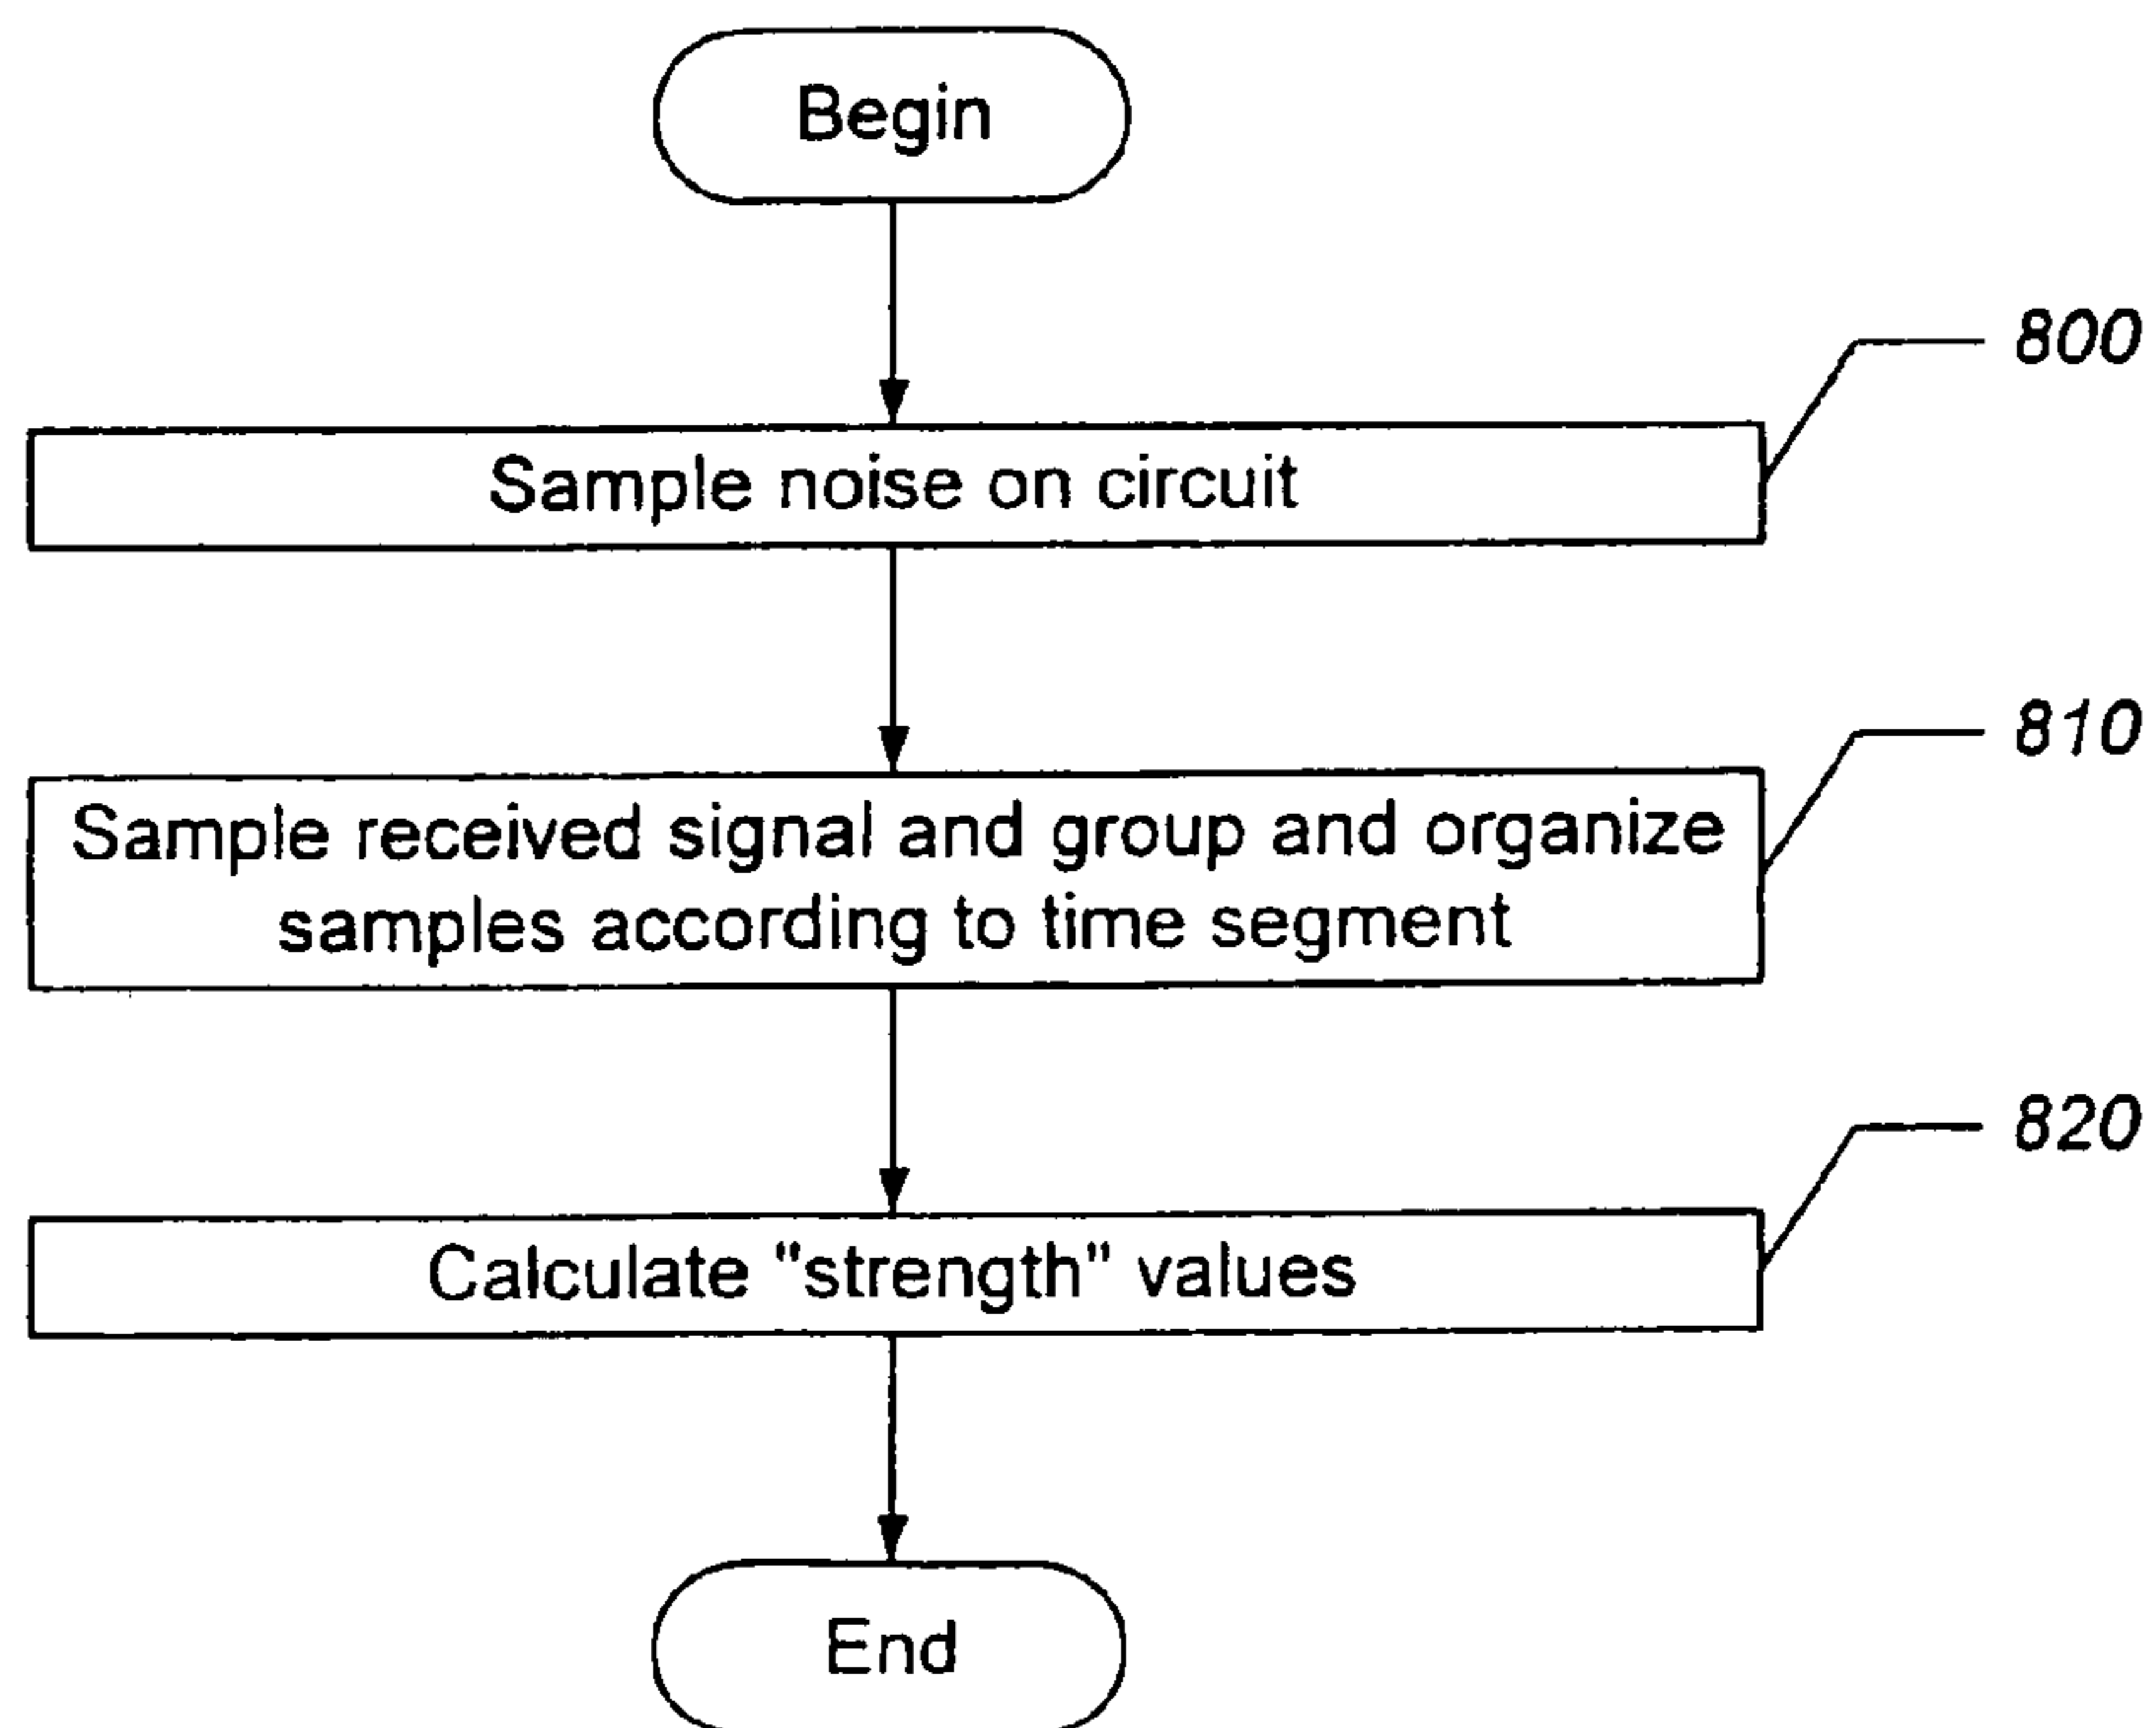 Begin
800
Sample noise on circuit
810
Sample received signal and group and organize
samples according to time segment
820
Calculate "strength" values
End